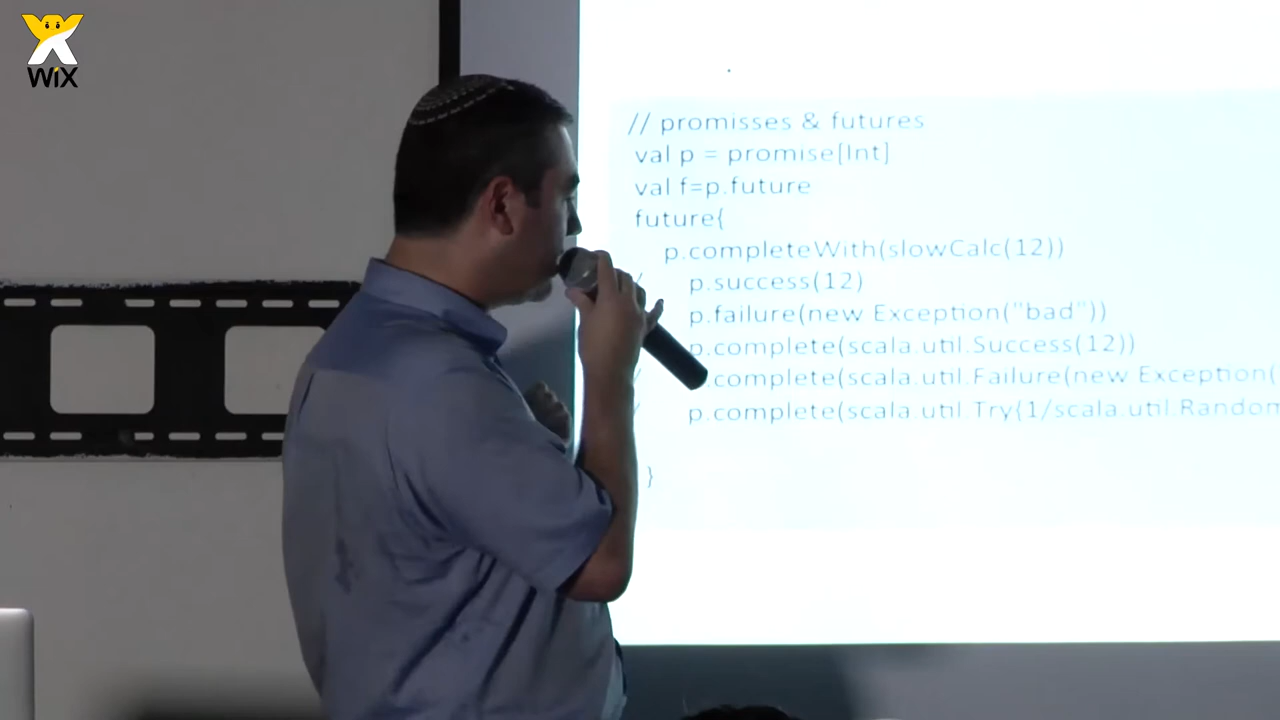 WiX
// promisses & futures
val p = promise[Int]
val f=p.future
future{
p.completeWith(slowCalc(12))
/ p.success(12)
p.failure(new Exception("bad"))
p.complete(scala.util.Success(12))
/ .complete(scala.util.Failure(new Exception("
/ p.complete(scala.util.Try{1/scala.util.Random
}